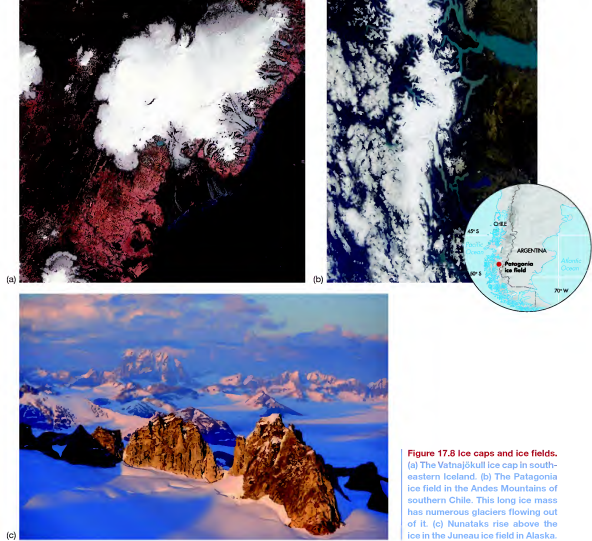 (a)
(b)
45° S
CHILE
ARGENTINA
Pacific
Ocean
Atlantic
Ocean
Patagonia
ice field
50° S
70° W
(c)
Figure 17.8 Ice caps and ice fields.
(a) The Vatnajökull ice cap in south-
eastern Iceland. (b) The Patagonia
ice field in the Andes Mountains of
southern Chile. This long ice mass
has numerous glaciers flowing out
of it. (c) Nunataks rise above the
ice in the Juneau ice field in Alaska.